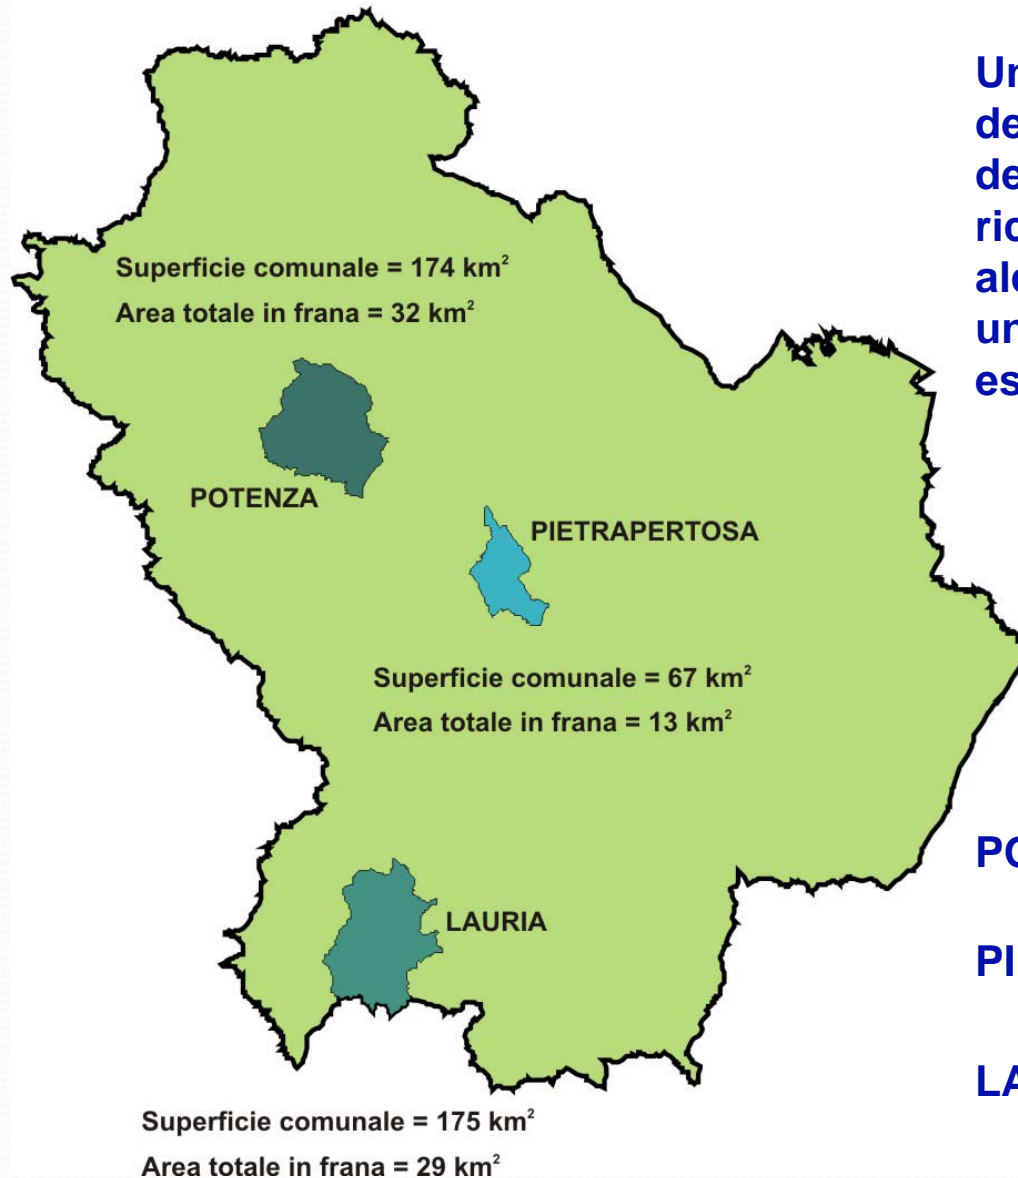 Superficie comunale = 174 km²
Area totale in frana = 32 km²
POTENZA
PIETRAPERTOSA
Superficie comunale = 67 km²
Area totale in frana = 13 km²
LAURIA
Superficie comunale = 175 km²
Area totale in frana = 29 km²